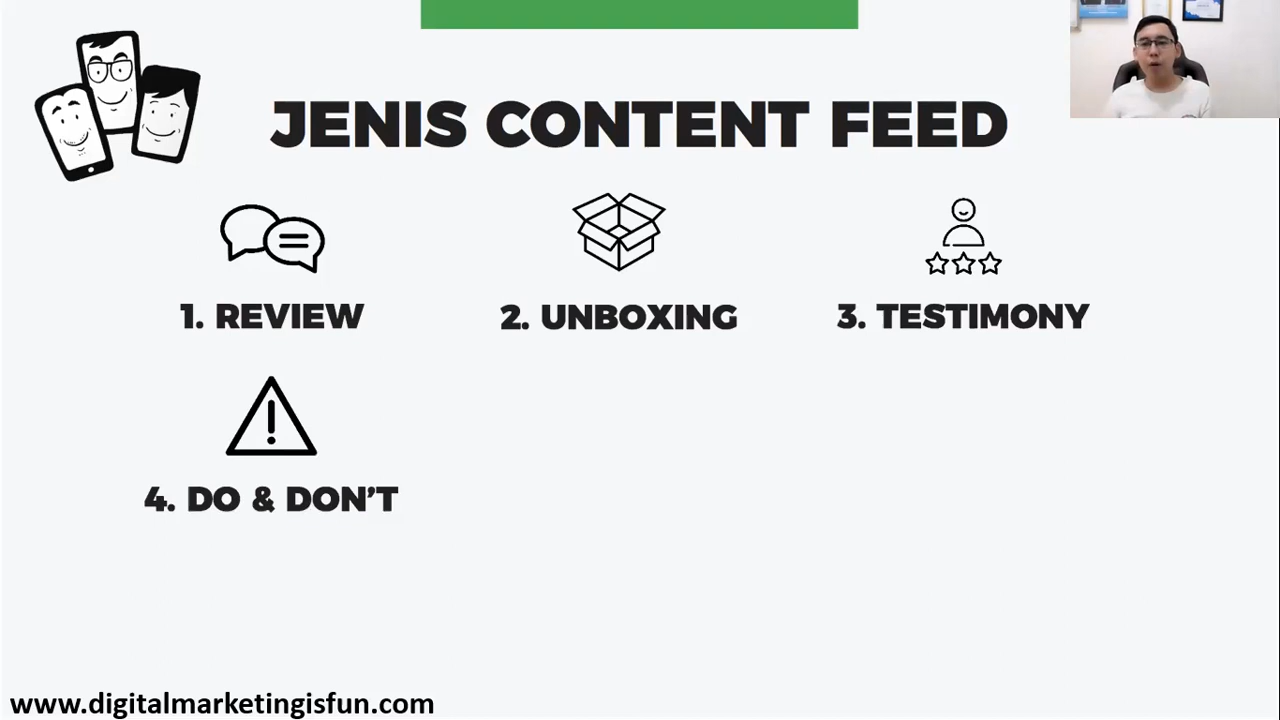 JENIS CONTENT FEED
1. REVIEW
2. UNBOXING
3. TESTIMONY
4. DO & DON’T
www.digitalmarketingisfun.com